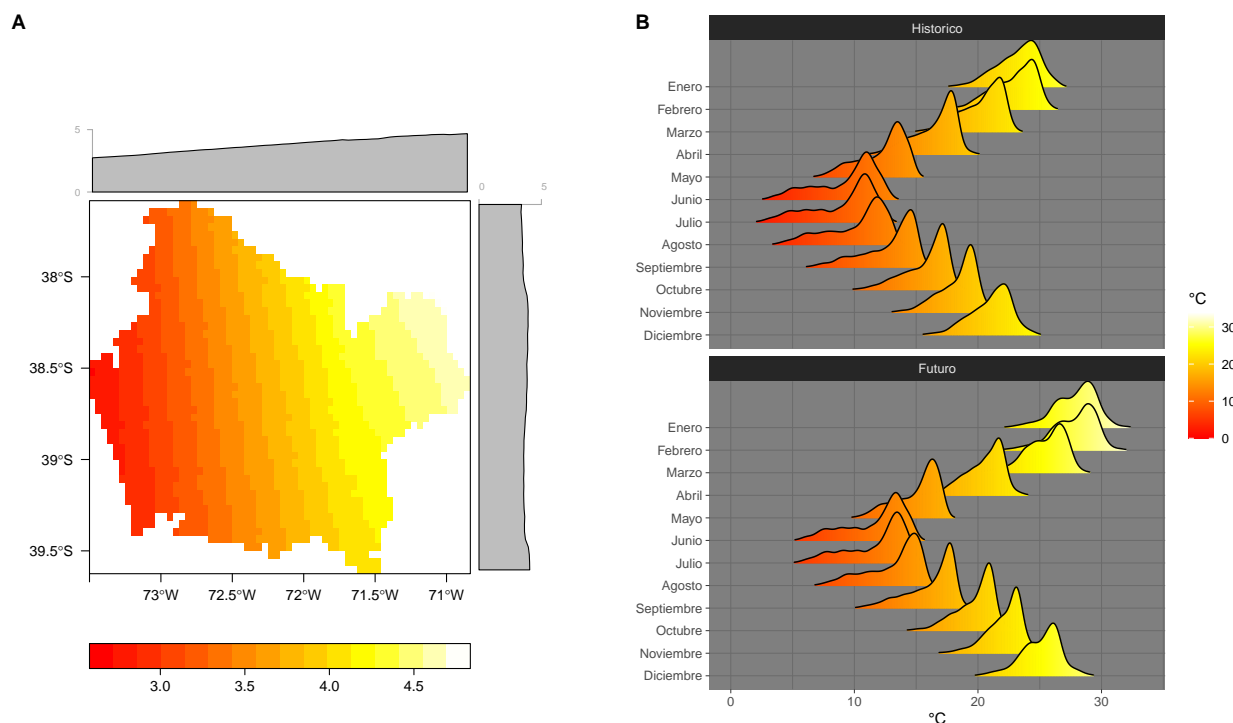 A
5
0
0 5
38°S
38.5°S
39°S
39.5°S
73°W 72.5°W 72°W 71.5°W 71°W
3.0 3.5 4.0 4.5
B
Historico
Enero
Febrero
Marzo
Abril
Mayo
Junio
Julio
Agosto
Septiembre
Octubre
Noviembre
Diciembre
Futuro
Enero
Febrero
Marzo
Abril
Mayo
Junio
Julio
Agosto
Septiembre
Octubre
Noviembre
Diciembre
0 10 20 30
°C
°C
30
20
10
0